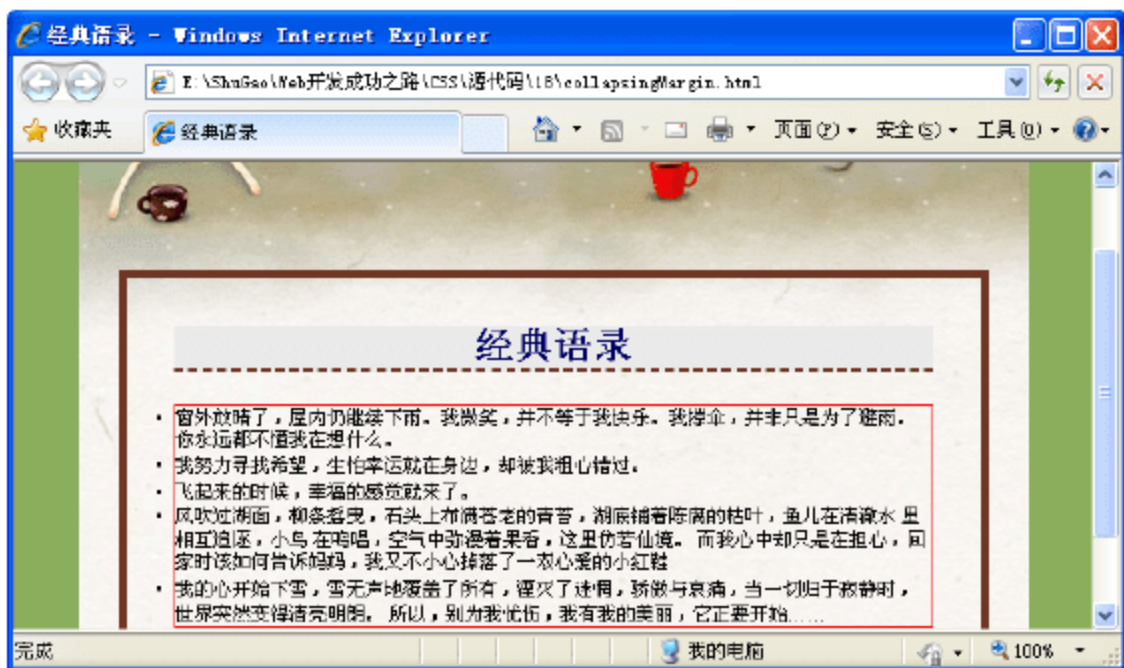 经典语录 - Windows Internet Explorer
E:\ShuGao\Web开发成功之路\CSS\源代码\18\collapsingMargin.html
收藏夹 经典语录 页面(P) 安全(S) 工具(O)
经典语录
窗外放晴了，屋内仍继续下雨。我微笑，并不等于我快乐。我撑伞，并非只是为了避雨。
你永远都不懂我在想什么。
我努力寻找希望，生怕幸运就在身边，却被我粗心错过。
飞起来的时候，幸福的感觉就来了。
风吹过湖面，柳条摇曳，石头上布满苍老的青苔，湖底铺着陈腐的枯叶，鱼儿在清澈水 里
相互追逐，小鸟 在鸣唱，空气中弥漫着果香，这里仿若仙境。 而我心中却只是在担心，回
家时该如何告诉妈妈，我又不小心掉落了一双心爱的小红鞋
我的心开始下雪，雪无声地覆盖了所有，湮灭了迷惘，骄傲与哀痛，当一切归于寂静时，
世界突然变得清亮明朗。 所以，别为我忧伤，我有我的美丽，它正要开始……
完成 我的电脑 100%